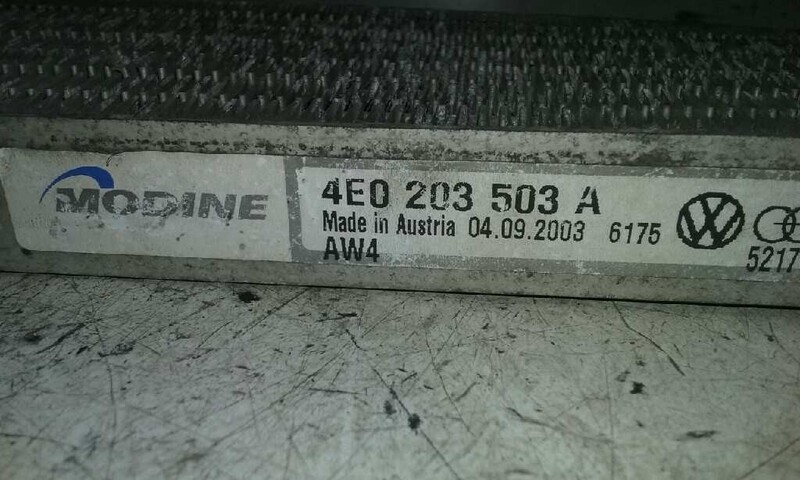 MODINE
4E0 203 503 A
Made in Austria 04.09.2003 6175
AW4
5217